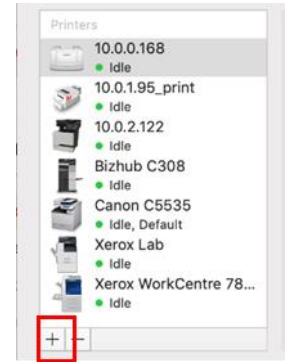 Printers
10.0.0.168
Idle
10.0.1.95_print
Idle
10.0.2.122
Idle
Bizhub C308
Idle
Canon C5535
Idle, Default
Xerox Lab
Idle
Xerox WorkCentre 78...
Idle
+ −